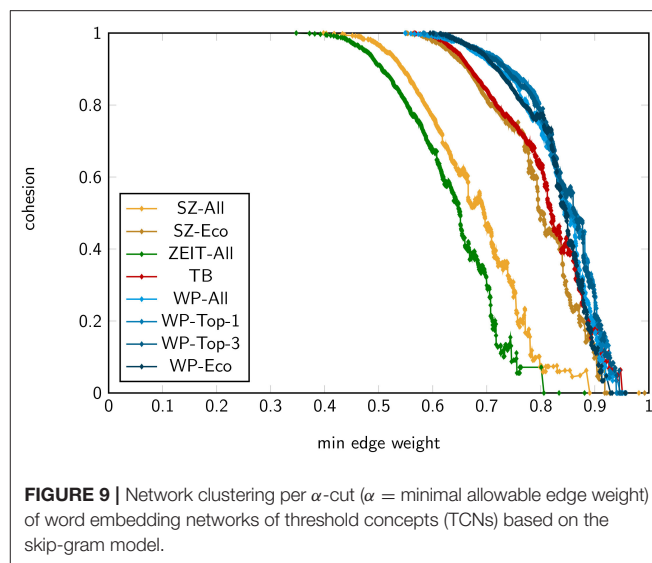 1
0.8
0.6
0.4
0.2
0
cohesion
SZ-All
SZ-Eco
ZEIT-All
TB
WP-All
WP-Top-1
WP-Top-3
WP-Eco
0 0.1 0.2 0.3 0.4 0.5 0.6 0.7 0.8 0.9 1
min edge weight
FIGURE 9 | Network clustering per α-cut (α = minimal allowable edge weight)
of word embedding networks of threshold concepts (TCNs) based on the
skip-gram model.